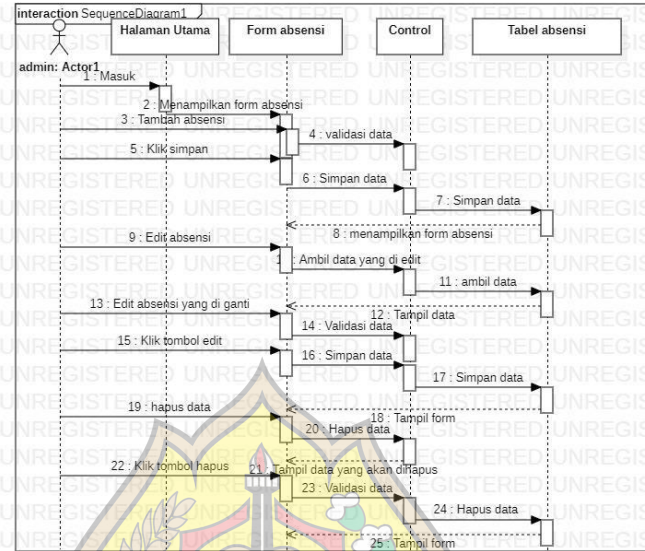 interaction SequenceDiagram1
Halaman Utama
Form absensi
Control
Tabel absensi
admin: Actor1
1 : Masuk
2 : Menampilkan form absensi
3 : Tambah absensi
4 : validasi data
5 : Klik simpan
6 : Simpan data
7 : Simpan data
8 : menampilkan form absensi
9 : Edit absensi
: Ambil data yang di edit
11 : ambil data
12 : Tampil data
13 : Edit absensi yang di ganti
14 : Validasi data
15 : Klik tombol edit
16 : Simpan data
17 : Simpan data
18 : Tampil form
19 : hapus data
20 : Hapus data
21 : Tampil data yang akan dihapus
22 : Klik tombol hapus
23 : Validasi data
24 : Hapus data
25 : Tampil form
UNREGISTERED